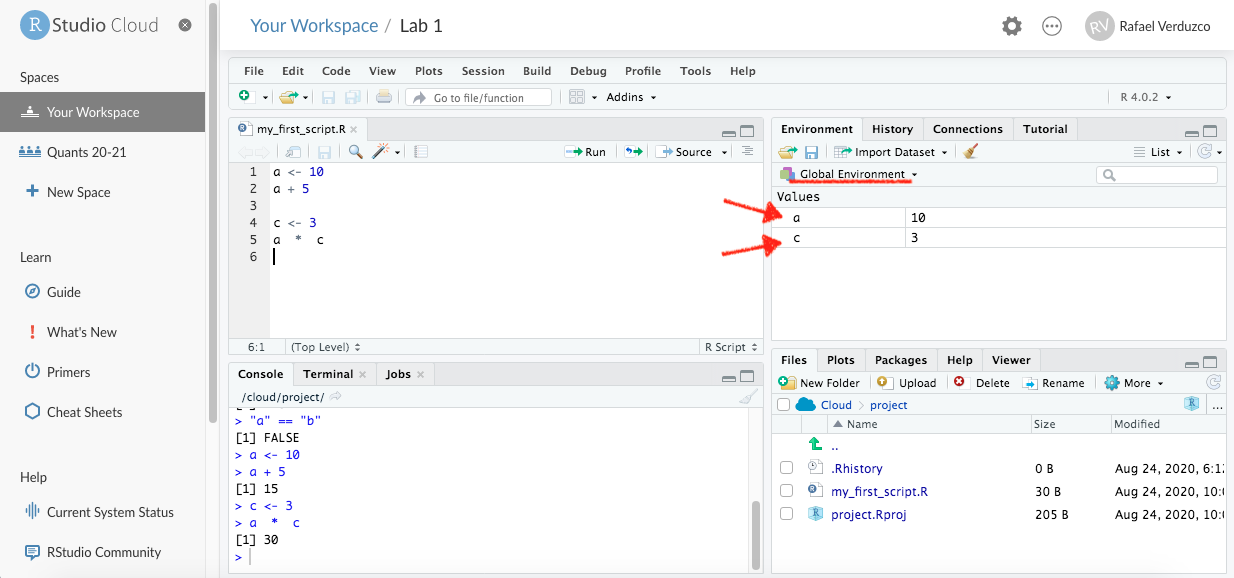 R Studio Cloud
Your Workspace / Lab 1
RV Rafael Verduzco
Spaces
Your Workspace
Quants 20-21
New Space
Learn
Guide
What's New
Primers
Cheat Sheets
Help
Current System Status
RStudio Community
File Edit Code View Plots Session Build Debug Profile Tools Help
Go to file/function Addins R 4.0.2
my_first_script.R
Run Source
1 a <- 10
2 a + 5
3
4 c <- 3
5 a * c
6
6:1 (Top Level) R Script
Console Terminal Jobs
/cloud/project/
> "a" == "b"
[1] FALSE
> a <- 10
> a + 5
[1] 15
> c <- 3
> a * c
[1] 30
>
Environment History Connections Tutorial
Import Dataset List
Global Environment
Values
a 10
c 3
Files Plots Packages Help Viewer
New Folder Upload Delete Rename More
Cloud > project R ...
Name Size Modified
..
.Rhistory 0 B Aug 24, 2020, 6:12
my_first_script.R 30 B Aug 24, 2020, 10:0
project.Rproj 205 B Aug 24, 2020, 10:0